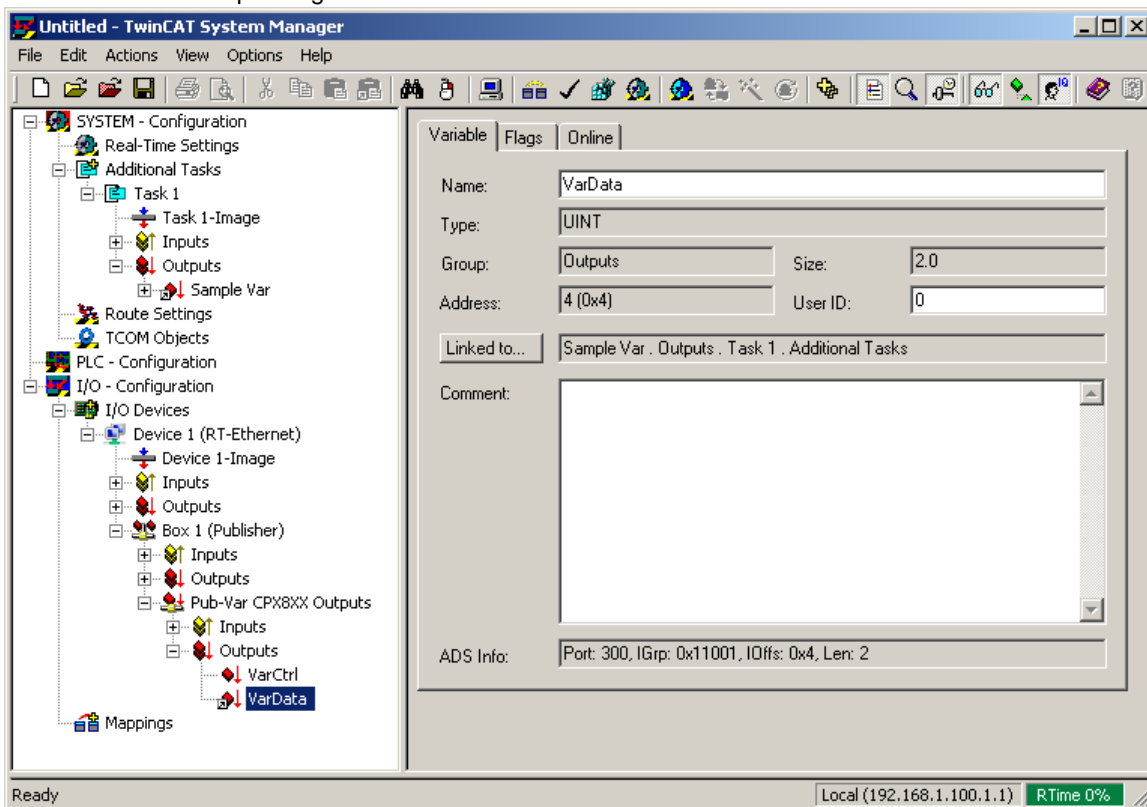 Untitled - TwinCAT System Manager
File Edit Actions View Options Help
SYSTEM - Configuration
Real-Time Settings
Additional Tasks
Task 1
Task 1-Image
Inputs
Outputs
Sample Var
Route Settings
TCOM Objects
PLC - Configuration
I/O - Configuration
I/O Devices
Device 1 (RT-Ethernet)
Device 1-Image
Inputs
Outputs
Box 1 (Publisher)
Inputs
Outputs
Pub-Var CPX8XX Outputs
Inputs
Outputs
VarCtrl
VarData
Mappings
Variable Flags Online
Name: VarData
Type: UINT
Group: Outputs Size: 2.0
Address: 4 (0x4) User ID: 0
Linked to... Sample Var . Outputs . Task 1 . Additional Tasks
Comment:
ADS Info: Port: 300, IGrp: 0x11001, IOffs: 0x4, Len: 2
Ready Local (192.168.1.100.1.1) RTime 0%